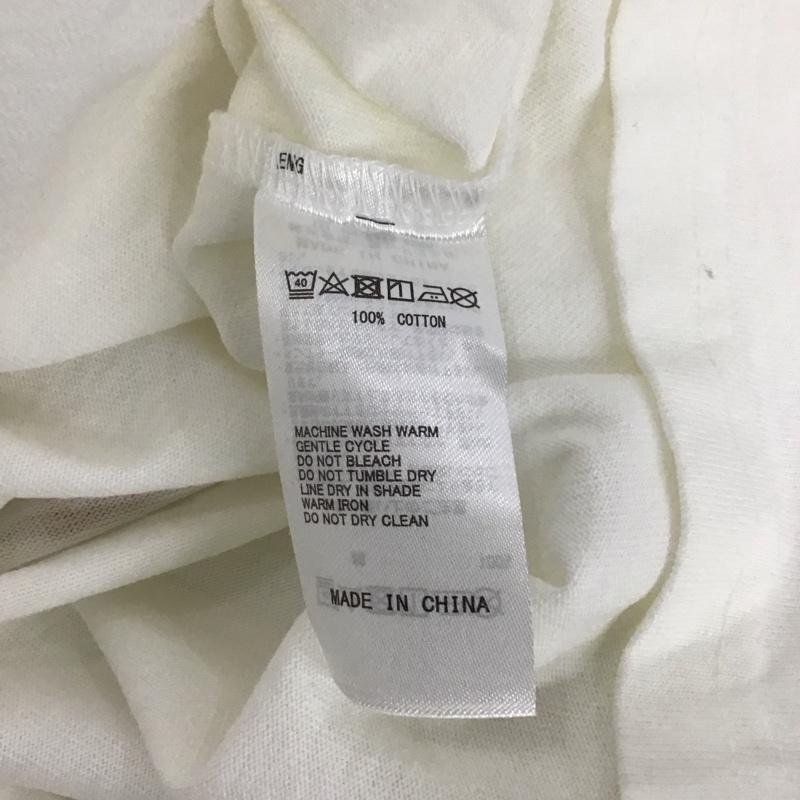 ENG
40
100% COTTON
MACHINE WASH WARM
GENTLE CYCLE
DO NOT BLEACH
DO NOT TUMBLE DRY
LINE DRY IN SHADE
WARM IRON
DO NOT DRY CLEAN
MADE IN CHINA